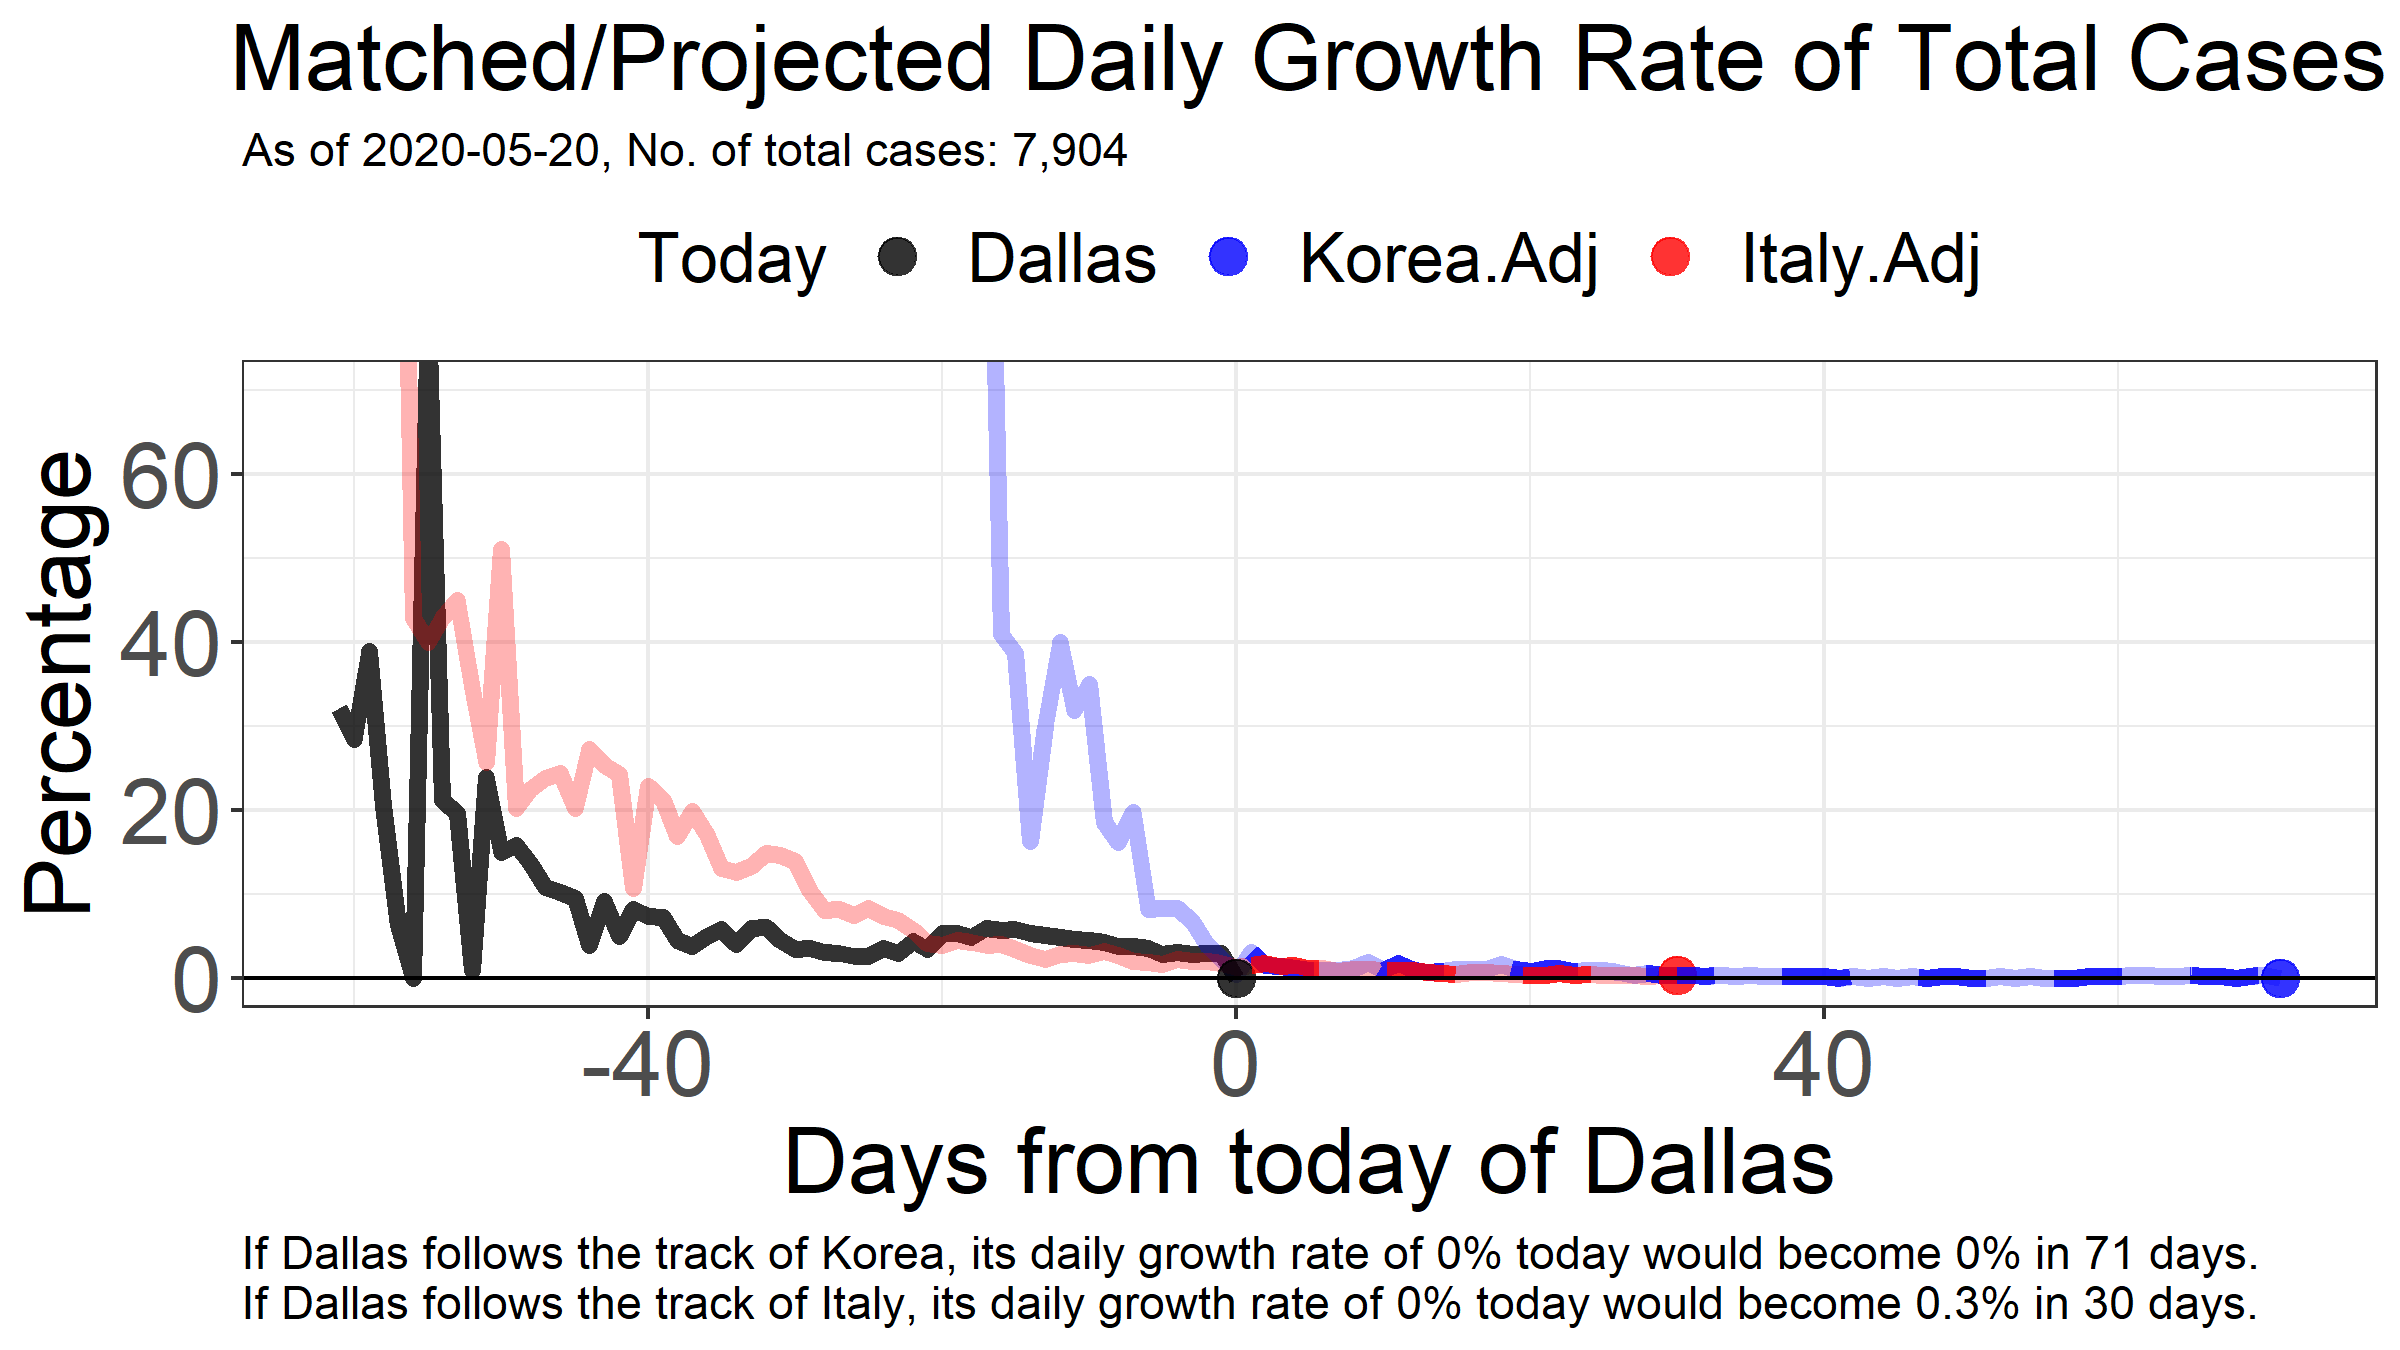 Matched/Projected Daily Growth Rate of Total Cases
As of 2020-05-20, No. of total cases: 7,904
Today Dallas Korea.Adj Italy.Adj
Percentage
60
40
20
0
-40 0 40
Days from today of Dallas
If Dallas follows the track of Korea, its daily growth rate of 0% today would become 0% in 71 days.
If Dallas follows the track of Italy, its daily growth rate of 0% today would become 0.3% in 30 days.